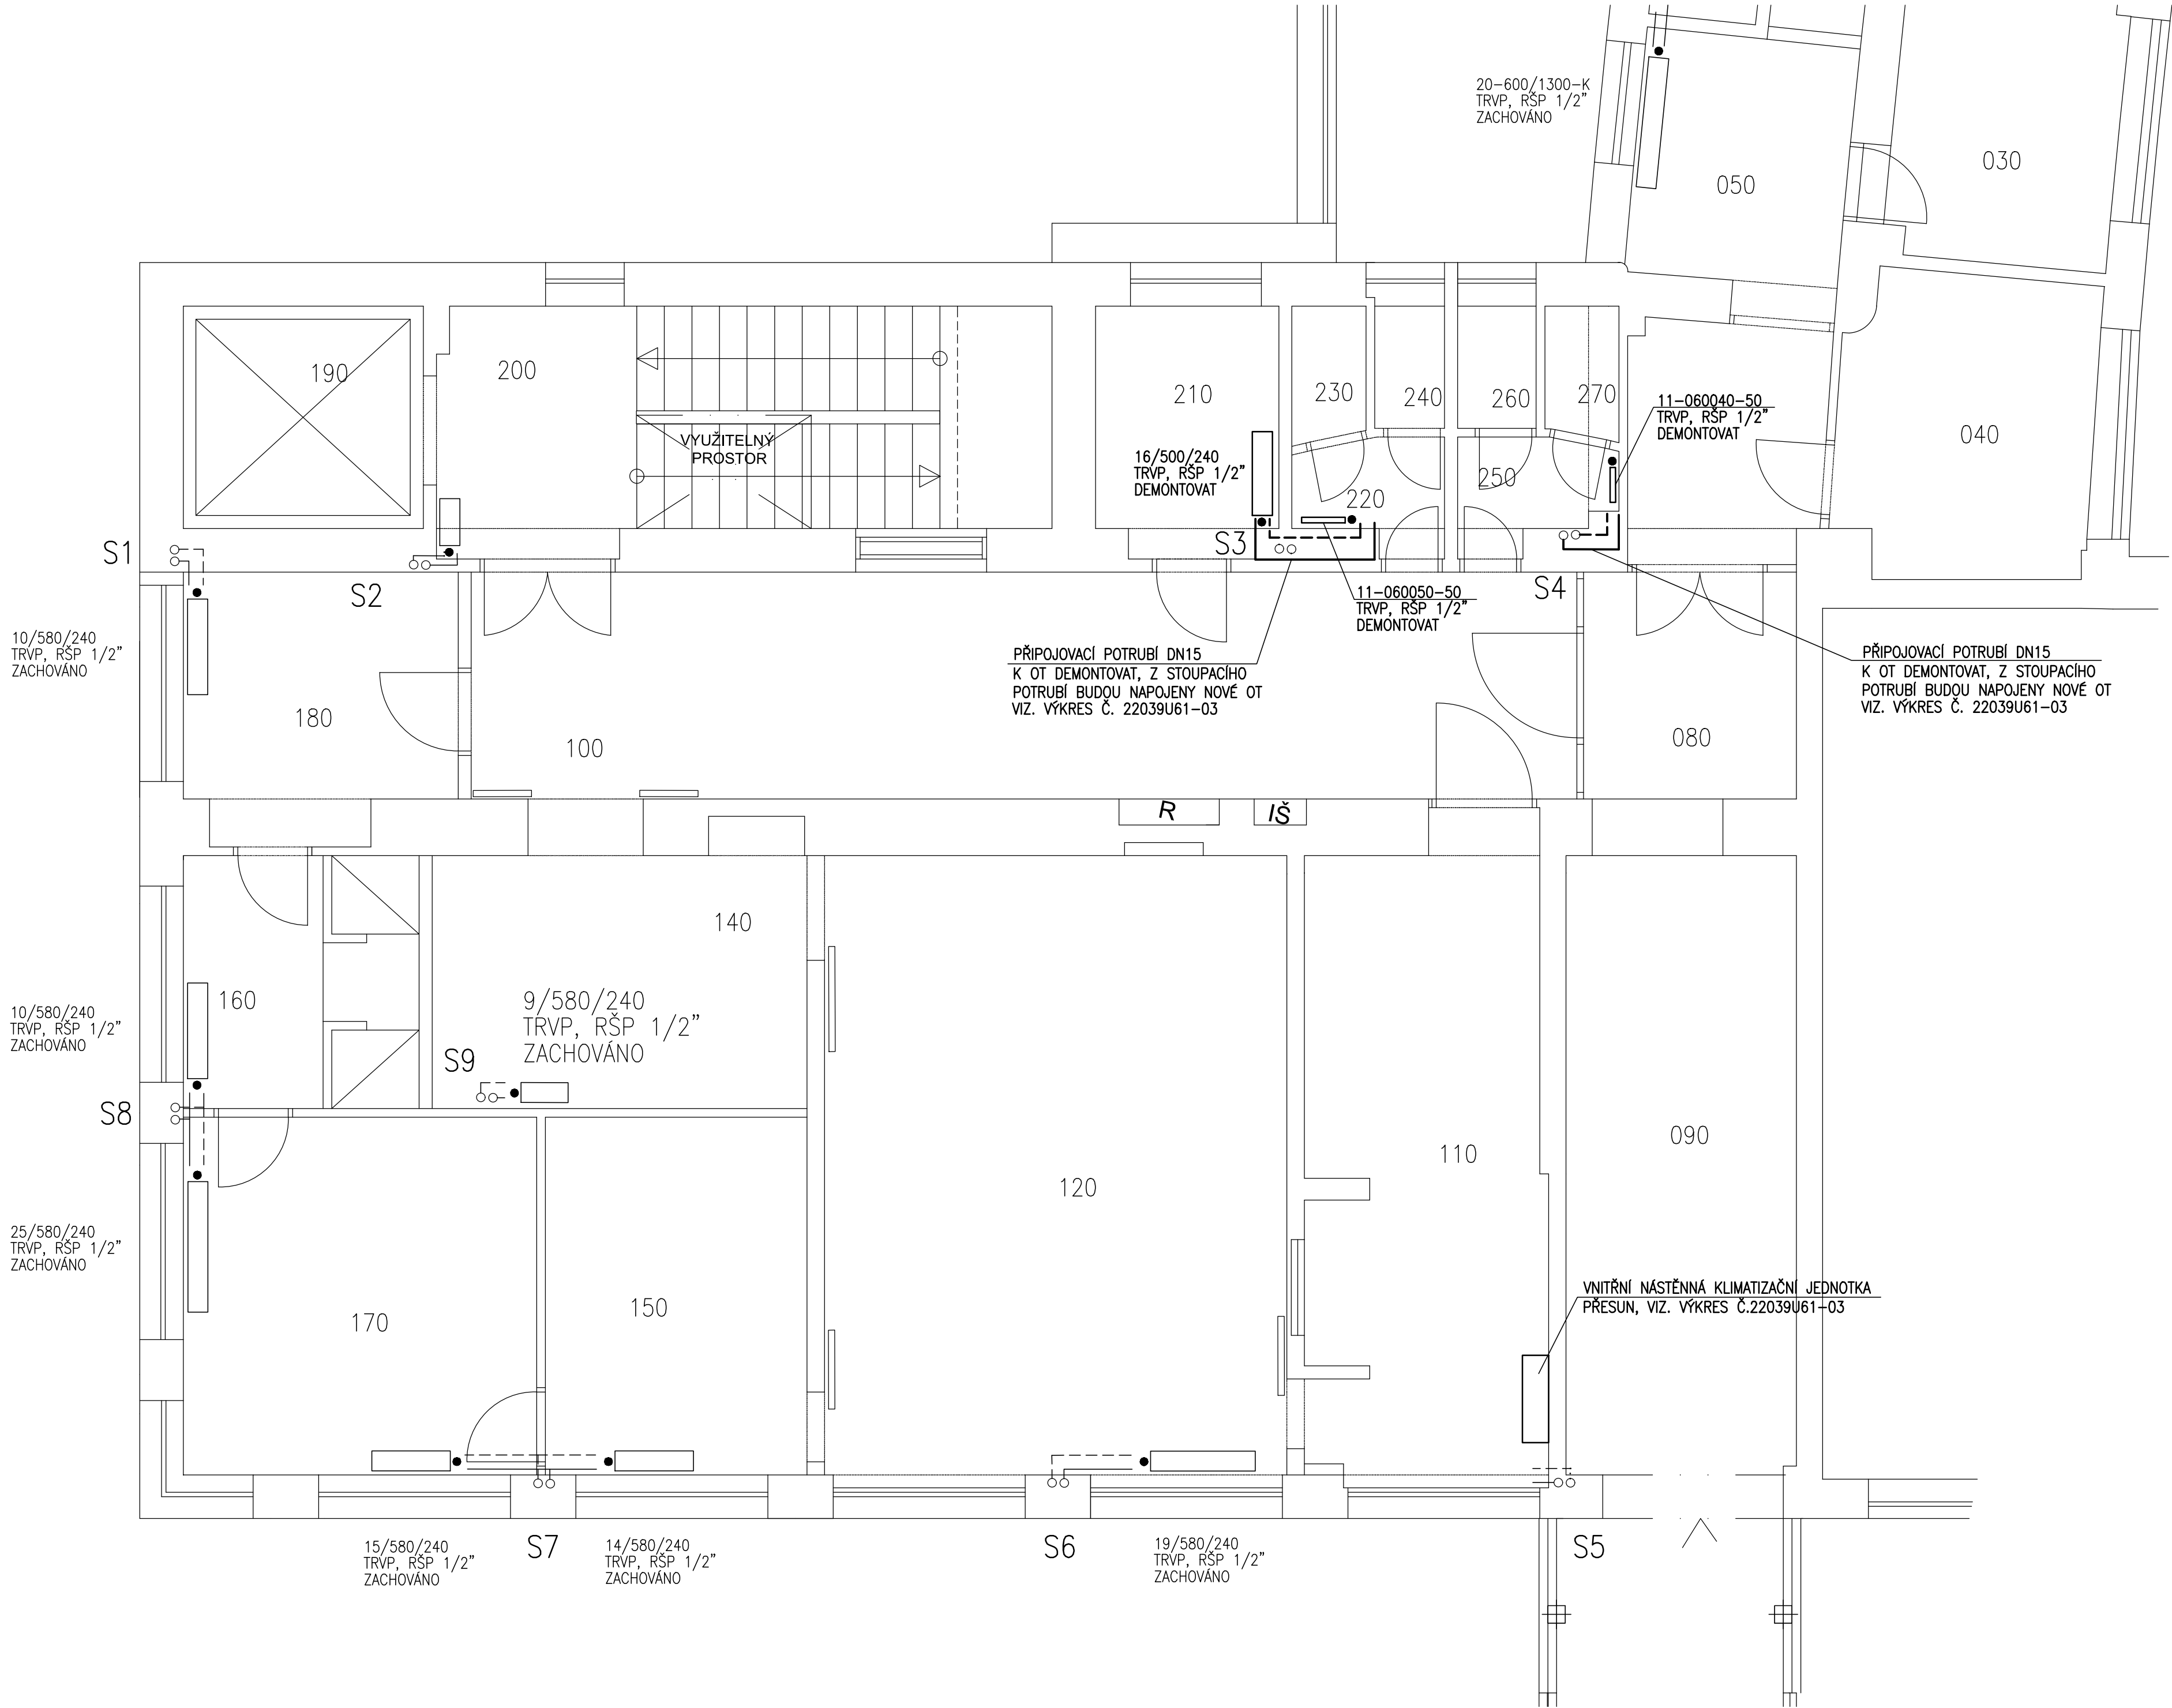 20-600/1300-K
TRVP, RŠP 1/2"
ZACHOVÁNO
050
030
190
200
VYUŽITELNÝ
PROSTOR
210
230
240
260
270
11-060040-50
TRVP, RŠP 1/2"
DEMONTOVAT
040
16/500/240
TRVP, RŠP 1/2"
DEMONTOVAT
220
250
S1
S2
S3
S4
11-060050-50
TRVP, RŠP 1/2"
DEMONTOVAT
10/580/240
TRVP, RŠP 1/2"
ZACHOVÁNO
PŘIPOJOVACÍ POTRUBÍ DN15
K OT DEMONTOVAT, Z STOUPACÍHO
POTRUBÍ BUDOU NAPOJENY NOVÉ OT
VIZ. VÝKRES Č. 22039U61-03
PŘIPOJOVACÍ POTRUBÍ DN15
K OT DEMONTOVAT, Z STOUPACÍHO
POTRUBÍ BUDOU NAPOJENY NOVÉ OT
VIZ. VÝKRES Č. 22039U61-03
180
100
080
R
IŠ
140
160
9/580/240
TRVP, RŠP 1/2"
ZACHOVÁNO
10/580/240
TRVP, RŠP 1/2"
ZACHOVÁNO
S9
S8
090
110
120
25/580/240
TRVP, RŠP 1/2"
ZACHOVÁNO
170
150
VNITŘNÍ NÁSTĚNNÁ KLIMATIZAČNÍ JEDNOTKA
PŘESUN, VIZ. VÝKRES Č.22039U61-03
15/580/240
TRVP, RŠP 1/2"
ZACHOVÁNO
S7
14/580/240
TRVP, RŠP 1/2"
ZACHOVÁNO
S6
19/580/240
TRVP, RŠP 1/2"
ZACHOVÁNO
S5